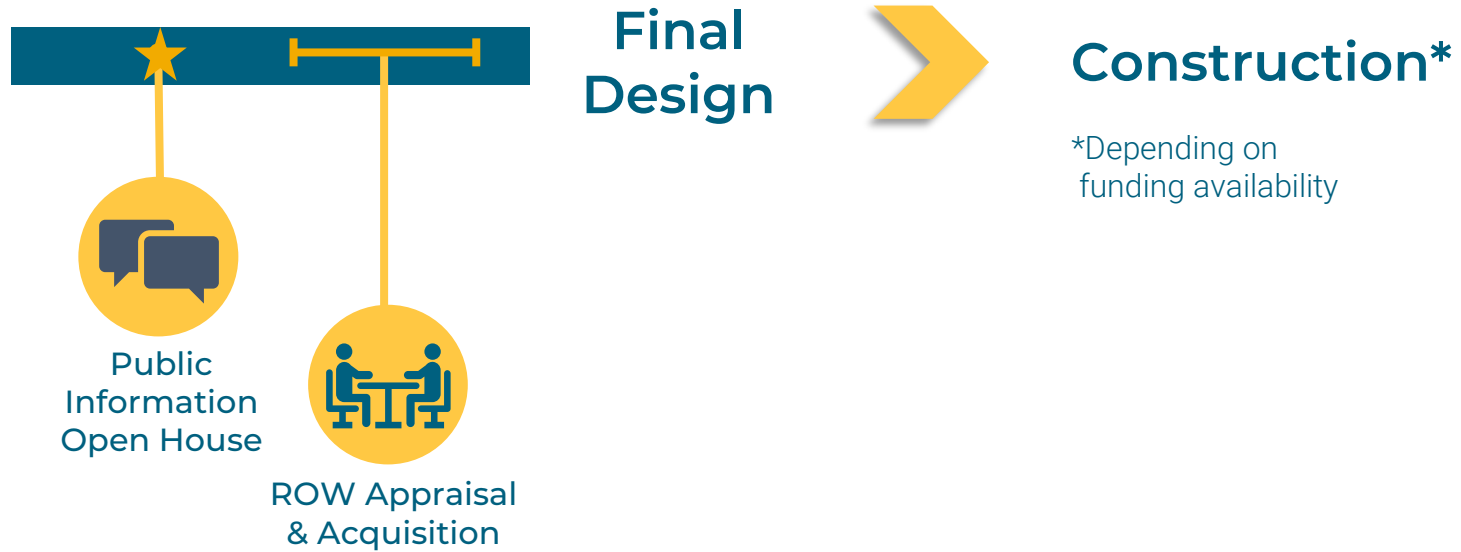 Final
Design
Construction*
*Depending on
funding availability
Public
Information
Open House
ROW Appraisal
& Acquisition